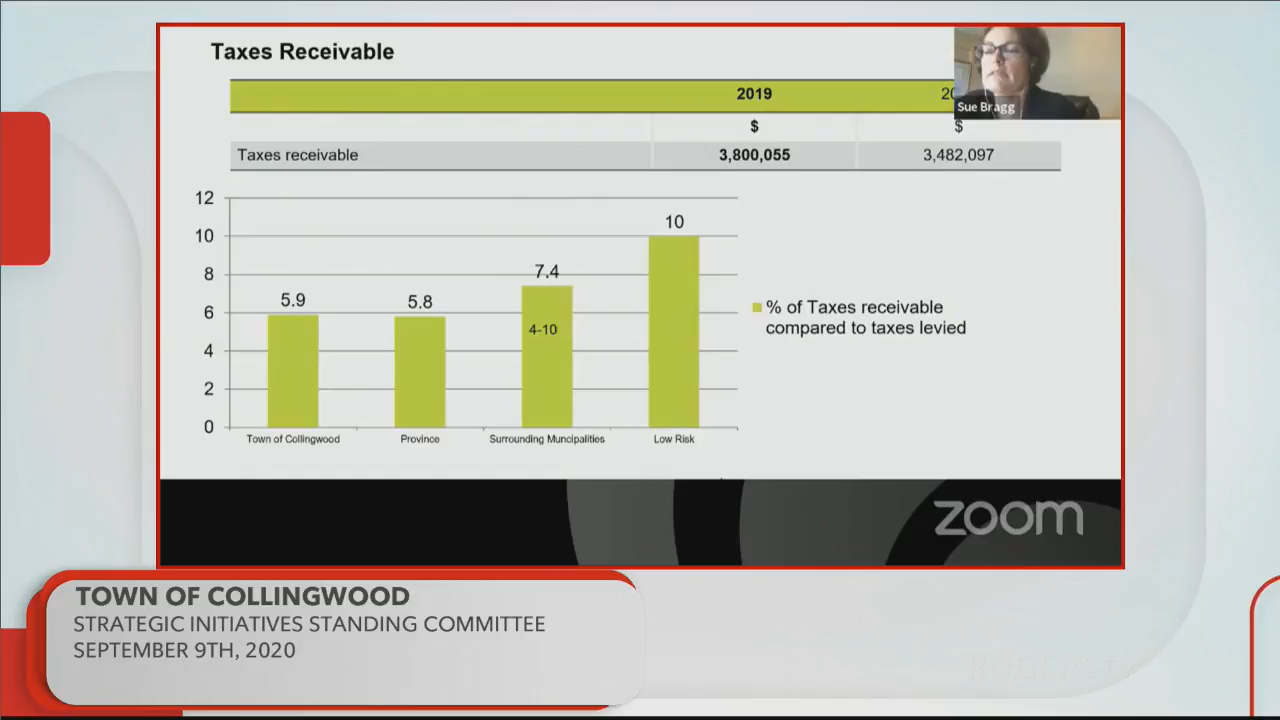 Taxes Receivable
2019
20
Sue Bragg
$ $
Taxes receivable 3,800,055 3,482,097
12
10
8
6
4
2
0
5.9
5.8
7.4
4-10
10
Town of Collingwood
Province
Surrounding Muncipalities
Low Risk
% of Taxes receivable
compared to taxes levied
zoom
TOWN OF COLLINGWOOD
STRATEGIC INITIATIVES STANDING COMMITTEE
SEPTEMBER 9TH, 2020